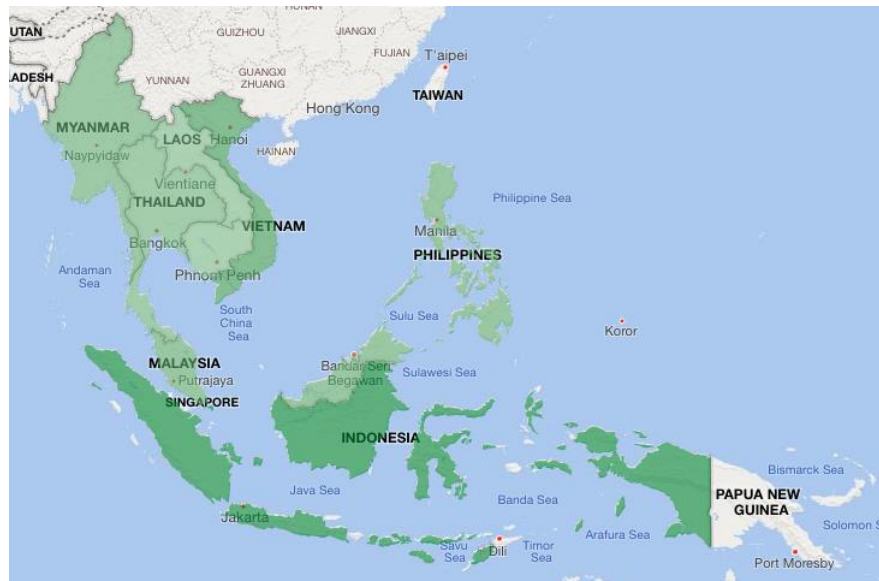 HUNAN
UTAN
GUIZHOU
JIANGXI
FUJIAN
T'aipei
ADESH
YUNNAN
GUANGXI
ZHUANG
TAIWAN
Hong Kong
MYANMAR
LAOS
Hanoi
HAINAN
Naypyidaw
Vientiane
THAILAND
Philippine Sea
VIETNAM
Manila
Bangkok
PHILIPPINES
Andaman
Sea
Phnom Penh
South
China
Sea
Sulu Sea
Koror
MALAYSIA
Bandar Seri
Begawan
Sulawesi Sea
Putrajaya
SINGAPORE
INDONESIA
Bismarck Sea
Java Sea
Banda Sea
PAPUA NEW
GUINEA
Jakarta
Arafura Sea
Solomon S
Savu
Sea
Dili
Timor
Sea
Port Moresby